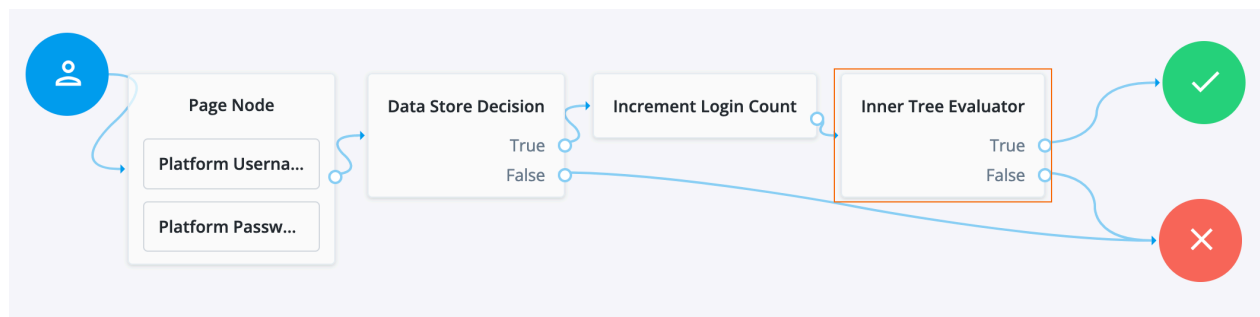 Page Node
Platform Userna...
Platform Passw...
Data Store Decision
True
False
Increment Login Count
Inner Tree Evaluator
True
False